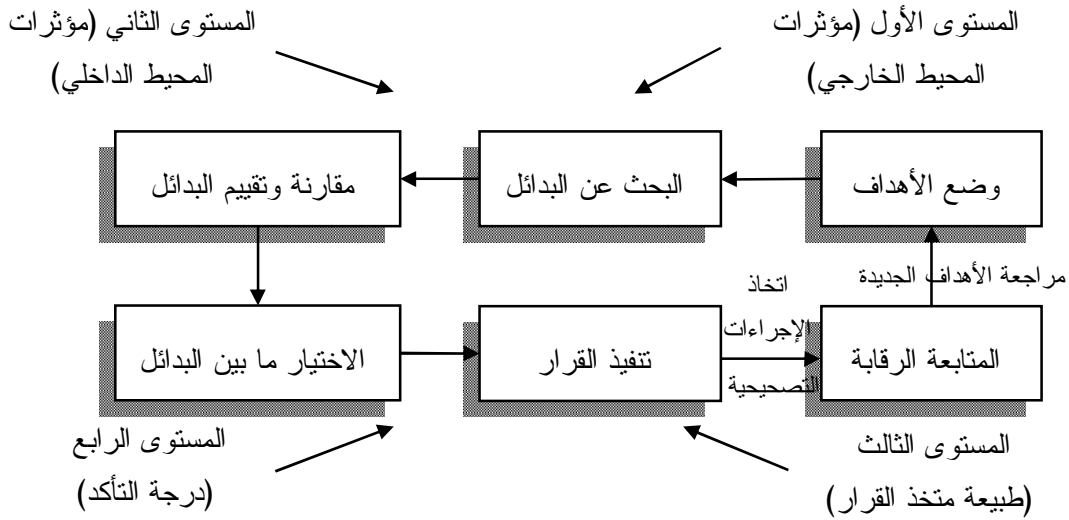 المستوى الأول (مؤثرات
المحيط الخارجي)
المستوى الثاني (مؤثرات
المحيط الداخلي)
وضع الأهداف
البحث عن البدائل
مقارنة وتقييم البدائل
مراجعة الأهداف الجديدة
اتخاذ
الإجراءات
التصحيحية
المتابعة الرقابة
تنفيذ القرار
الاختيار ما بين البدائل
المستوى الثالث
(طبيعة متخذ القرار)
المستوى الرابع
(درجة التأكد)